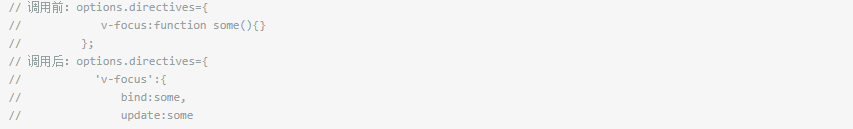 // 调用前: options.directives={
//            v-focus:function some(){}
//         };
// 调用后: options.directives={
//           'v-focus':{
//               bind:some,
//               update:some